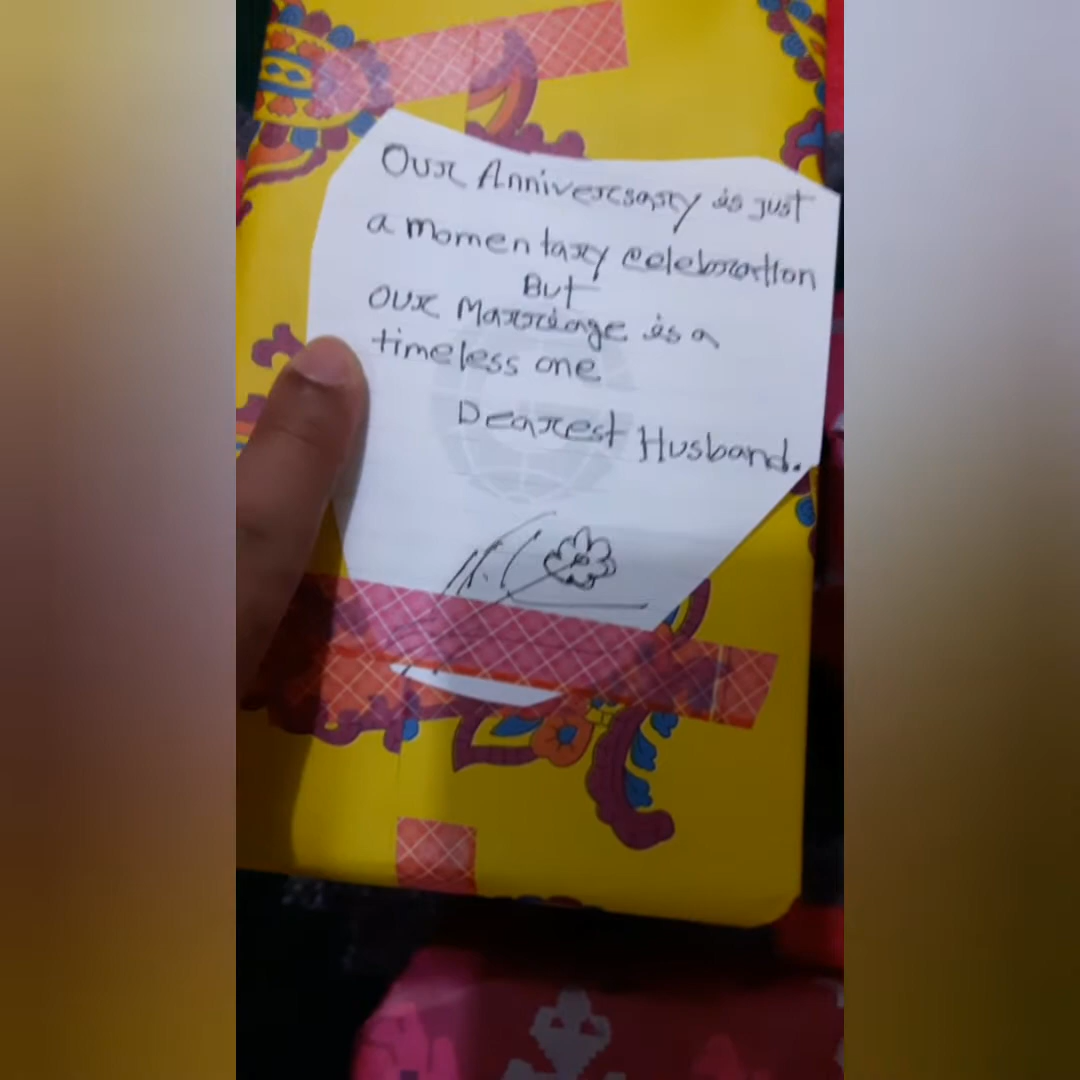 Our Anniversary is just
a momentary celebration
But
our Marriage is a
timeless one
Dearest Husband.